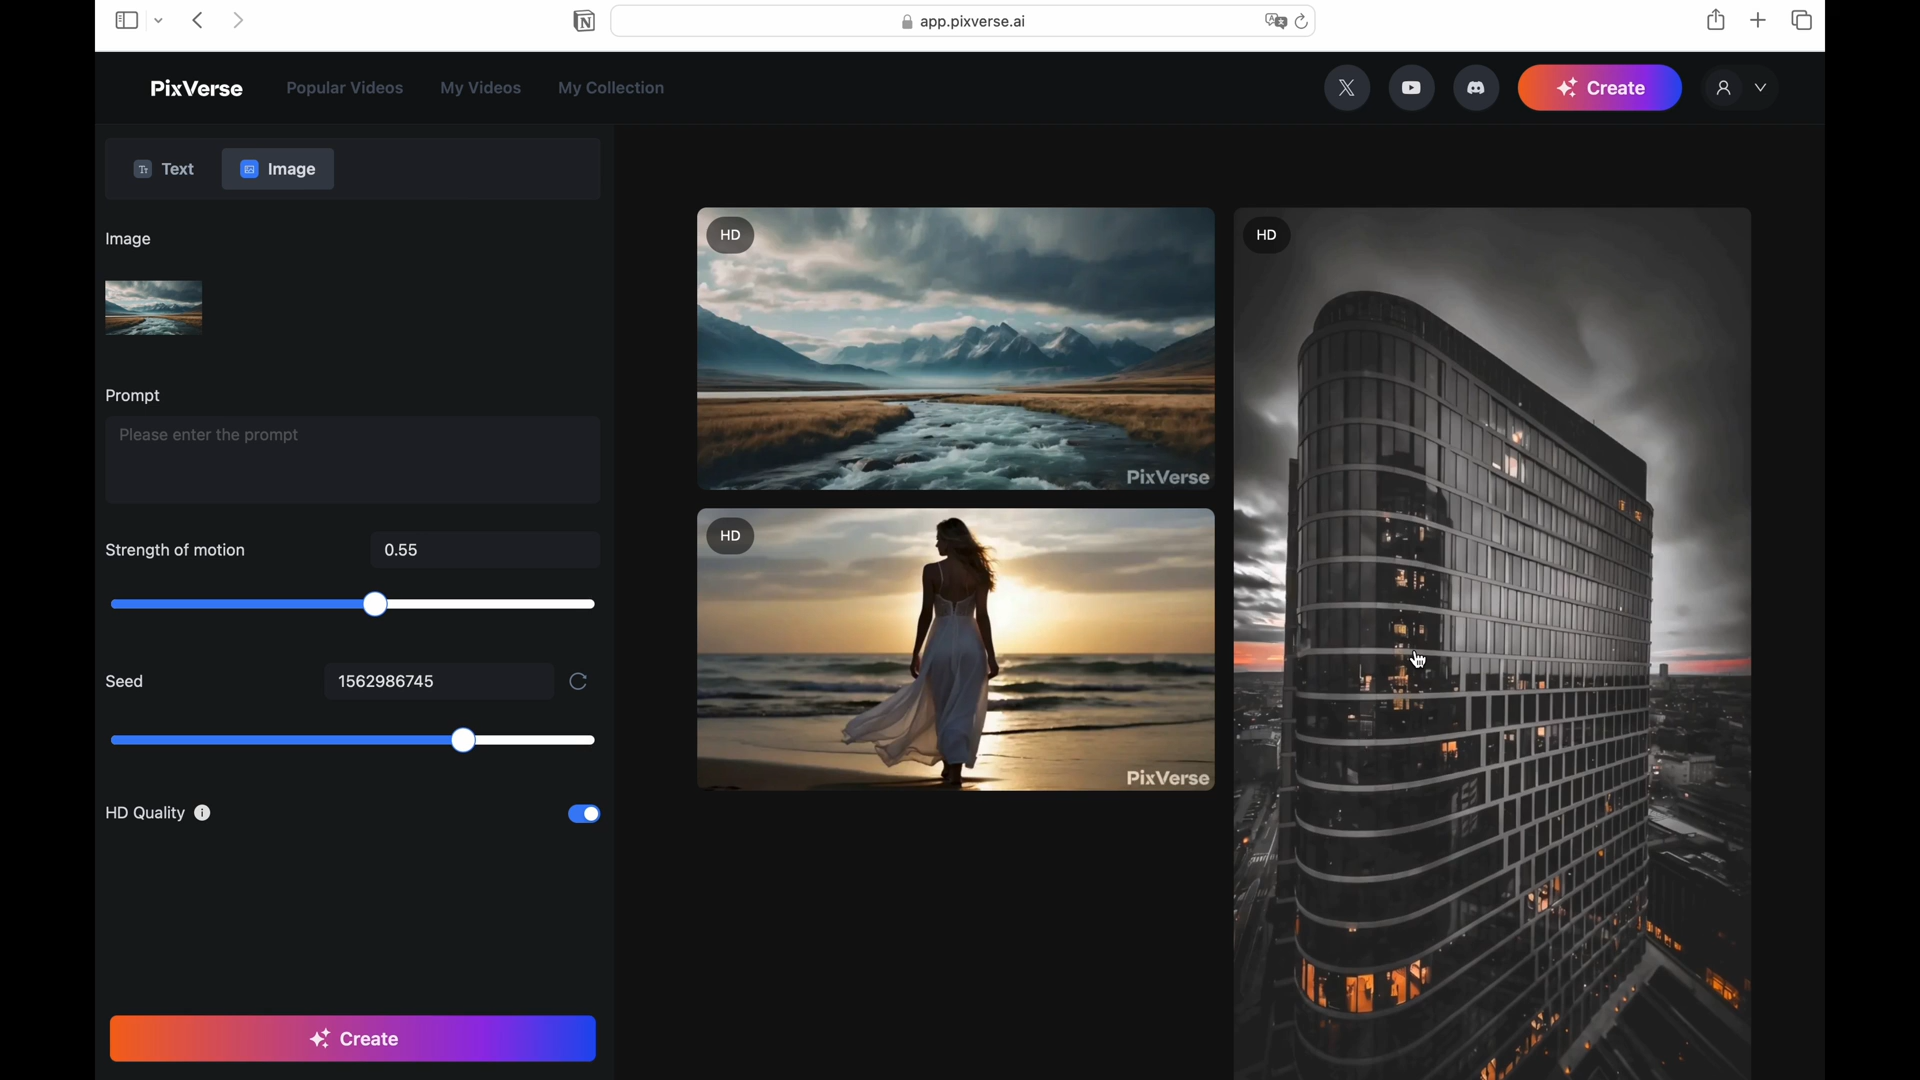 app.pixverse.ai
PixVerse
Popular Videos
My Videos
My Collection
Create
Text
Image
Image
Prompt
Please enter the prompt
Strength of motion
0.55
Seed
1562986745
HD Quality
Create
HD
PixVerse
HD
PixVerse
HD